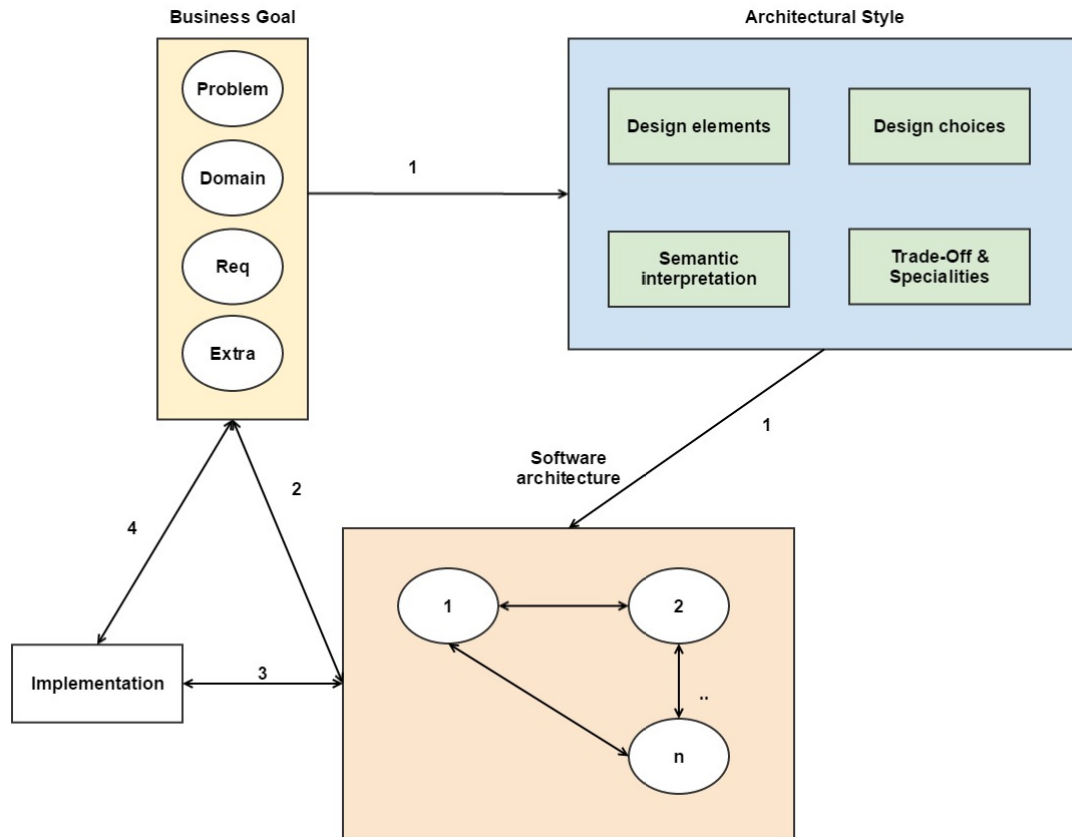 Business Goal
Architectural Style
Problem
Domain
Req
Extra
1
Design elements
Design choices
Semantic
interpretation
Trade-Off &
Specialities
1
Software
architecture
2
4
3
Implementation
1
2
..
n